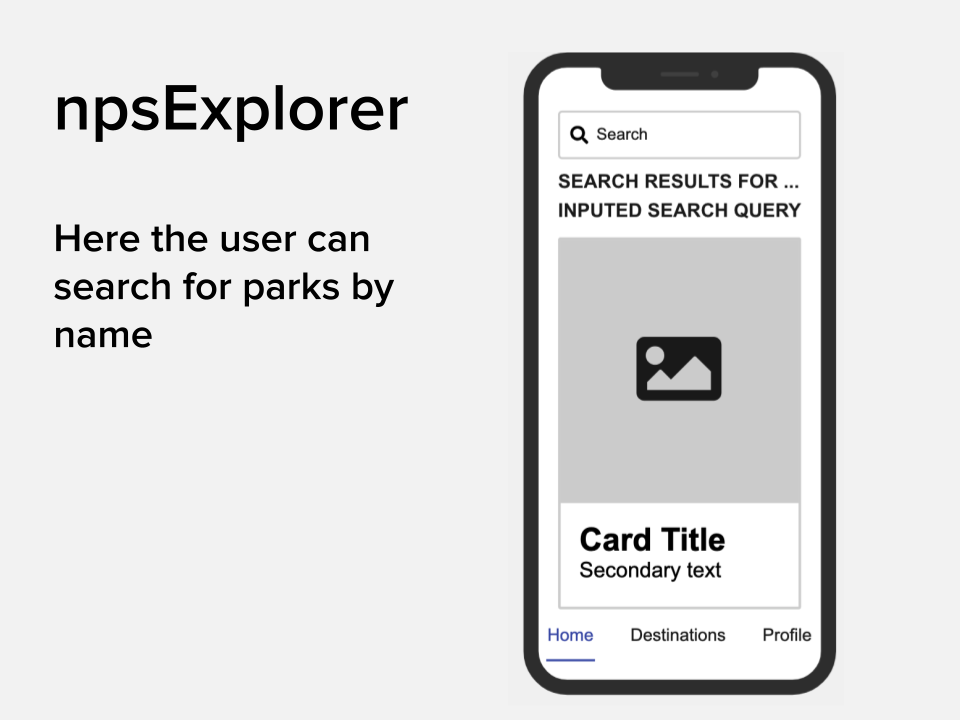 npsExplorer
Here the user can
search for parks by
name
Search
SEARCH RESULTS FOR ...
INPUTED SEARCH QUERY
Card Title
Secondary text
Home Destinations Profile